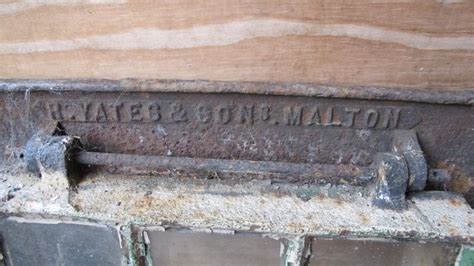 H. YATES & SONS. MALTON